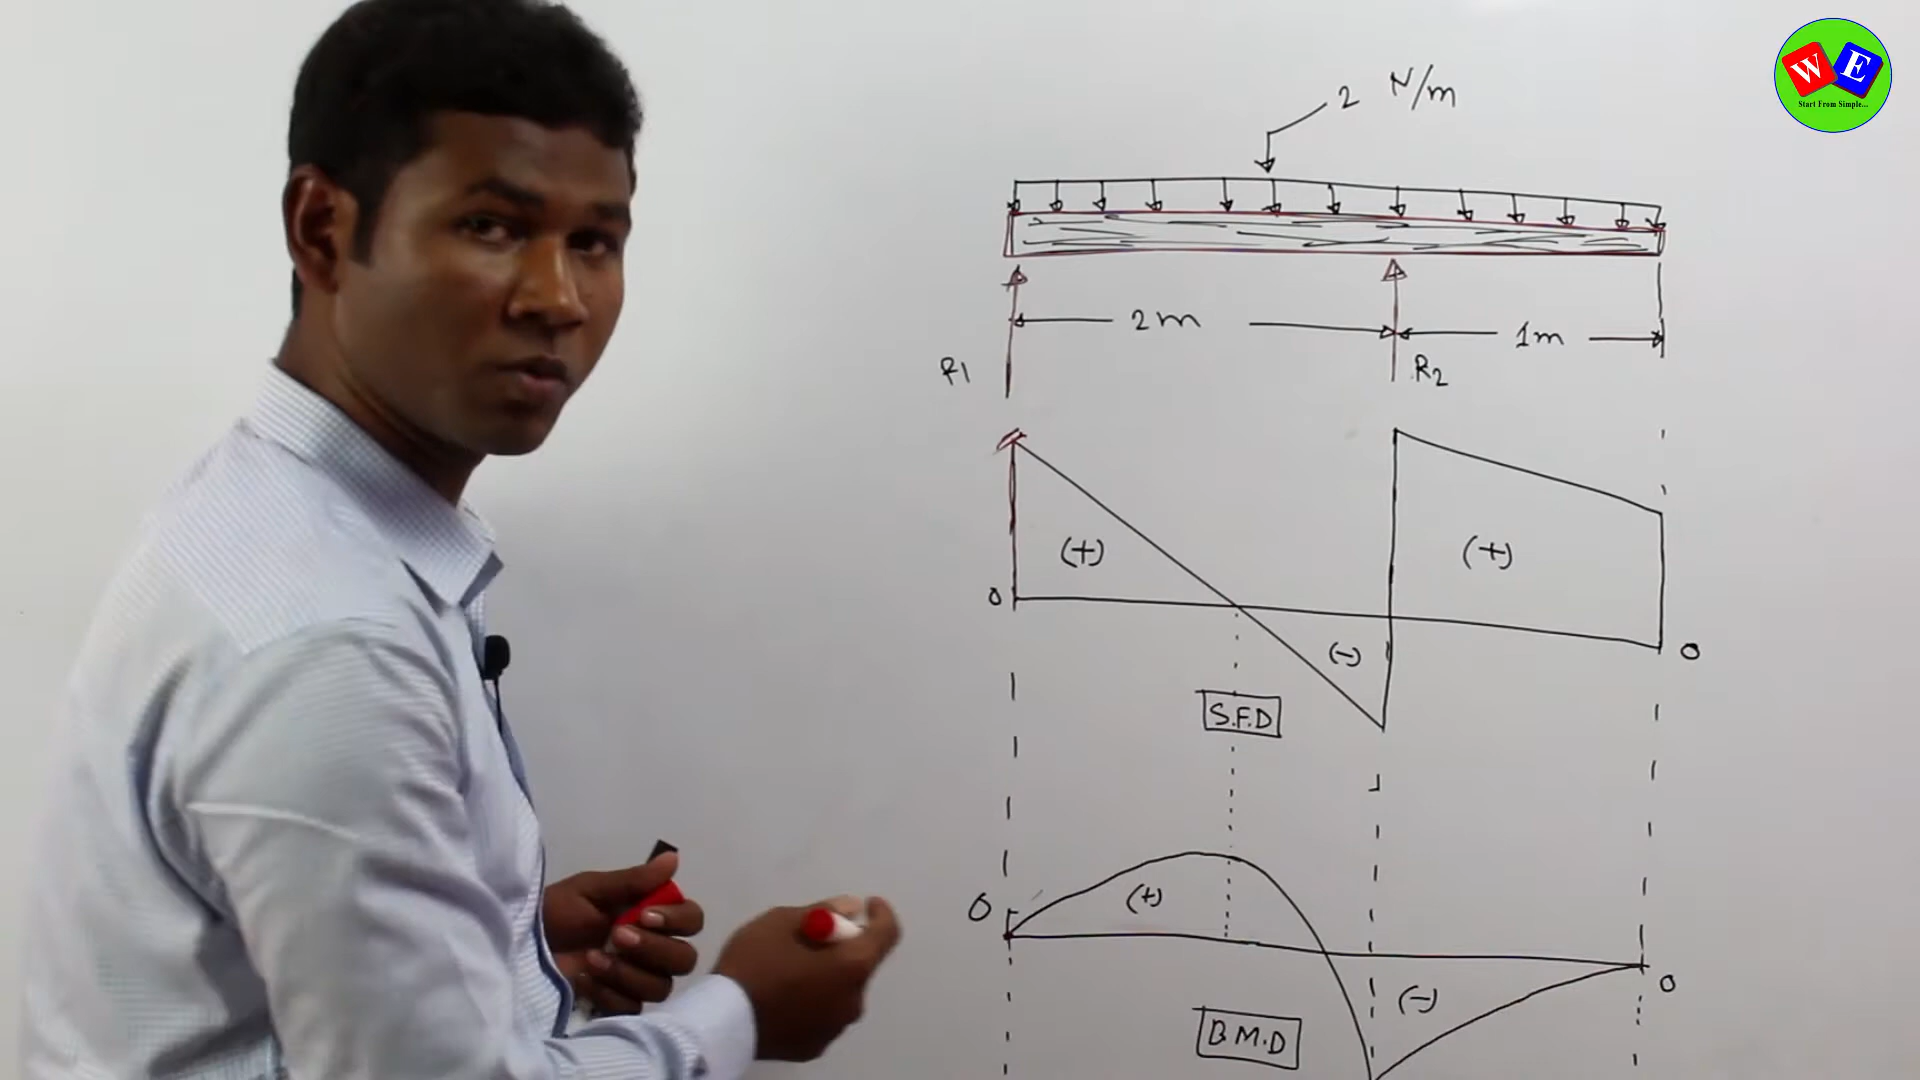 W E
Start From Simple...
2 N/m
2m
1m
R1
R2
(+)
(+)
0
(-)
0
S.F.D
0
(+)
0
(-)
B.M.D